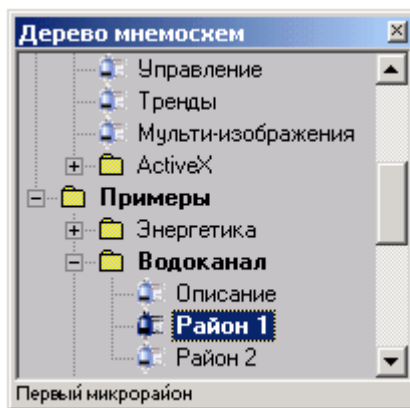 Дерево мнемосхем
Управление
Тренды
Мульти-изображения
ActiveX
Примеры
Энергетика
Водоканал
Описание
Район 1
Район 2
Первый микрорайон